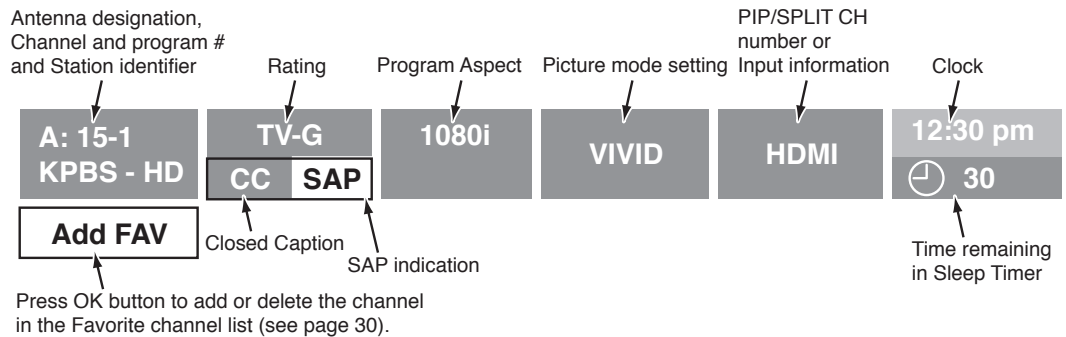 Antenna designation,
Channel and program #
and Station identifier
Rating
Program Aspect
Picture mode setting
PIP/SPLIT CH
number or
Input information
Clock
A: 15-1
KPBS - HD
TV-G
CC SAP
1080i
VIVID
HDMI
12:30 pm
30
Add FAV
Closed Caption
SAP indication
Time remaining
in Sleep Timer
Press OK button to add or delete the channel
in the Favorite channel list (see page 30).